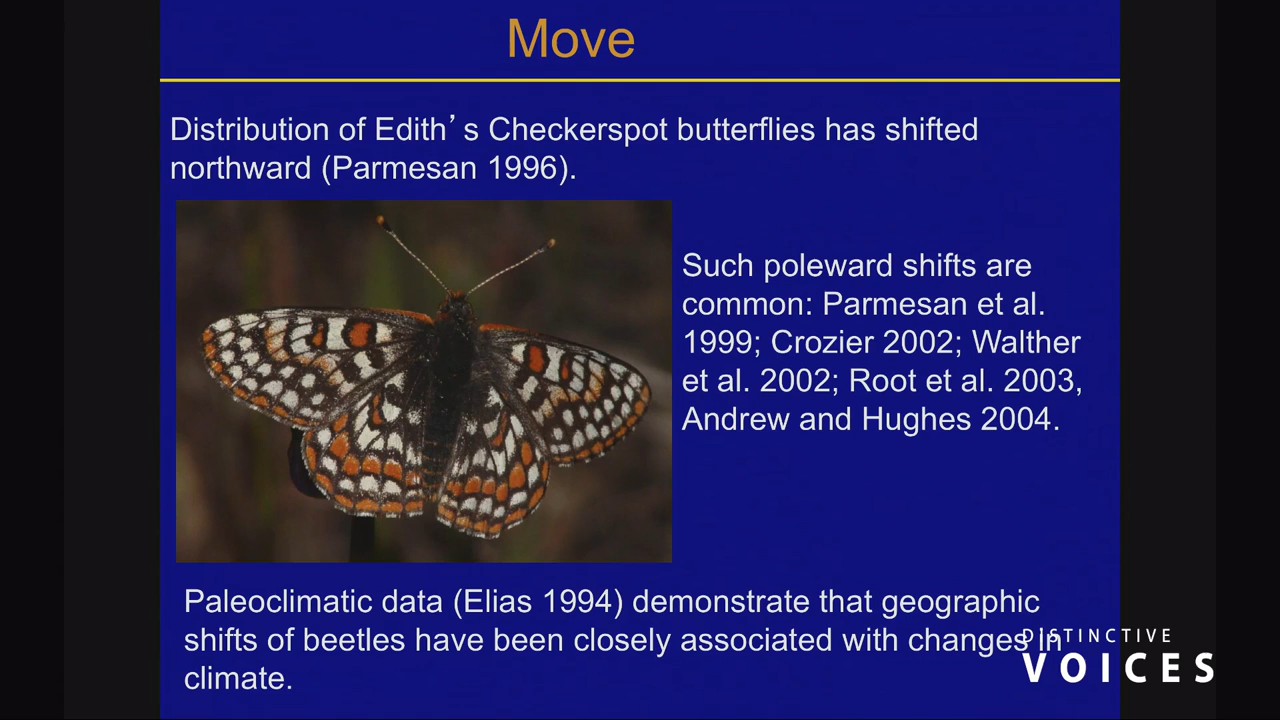 Move
Distribution of Edith’s Checkerspot butterflies has shifted
northward (Parmesan 1996).
Such poleward shifts are
common: Parmesan et al.
1999; Crozier 2002; Walther
et al. 2002; Root et al. 2003,
Andrew and Hughes 2004.
Paleoclimatic data (Elias 1994) demonstrate that geographic
shifts of beetles have been closely associated with changes in
climate.
DISTINCTIVE
VOICES